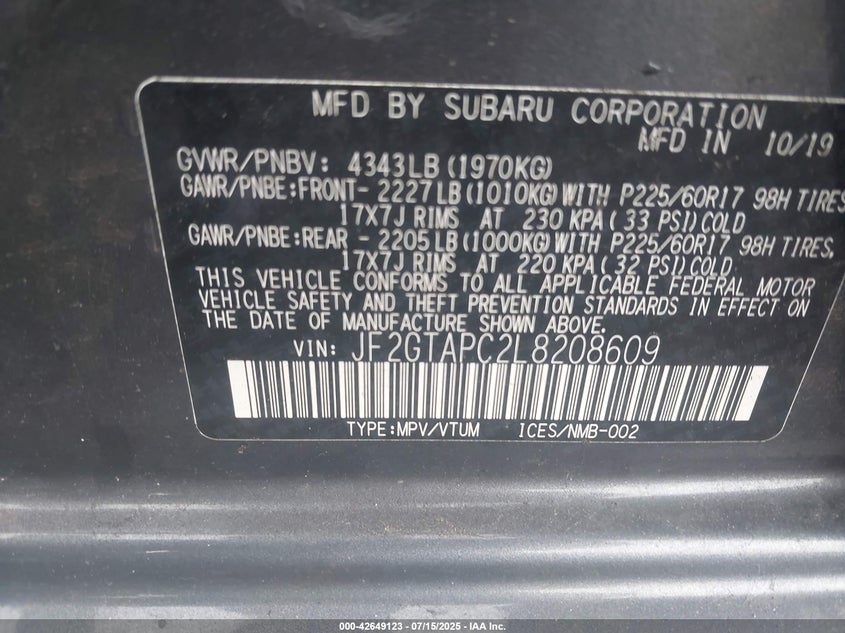 MFD BY SUBARU CORPORATION
MFD IN 10/19
GVWR/PNBV: 4343LB(1970KG)
GAWR/PNBE:FRONT- 2227LB(1010KG)WITH P225/60R17 98H TIRES
17X7J RIMS AT 230 KPA(33 PSI)COLD
GAWR/PNBE:REAR - 2205LB(1000KG)WITH P225/60R17 98H TIRES,
17X7J RIMS AT 220 KPA(32 PSI)COLD
THIS VEHICLE CONFORMS TO ALL APPLICABLE FEDERAL MOTOR
VEHICLE SAFETY AND THEFT PREVENTION STANDARDS IN EFFECT ON
THE DATE OF MANUFACTURE SHOWN ABOVE.
VIN: JF2GTAPC2L8208609
TYPE:MPV/VTUM ICES/NMB-002
000-42649123 - 07/15/2025 - IAA Inc.